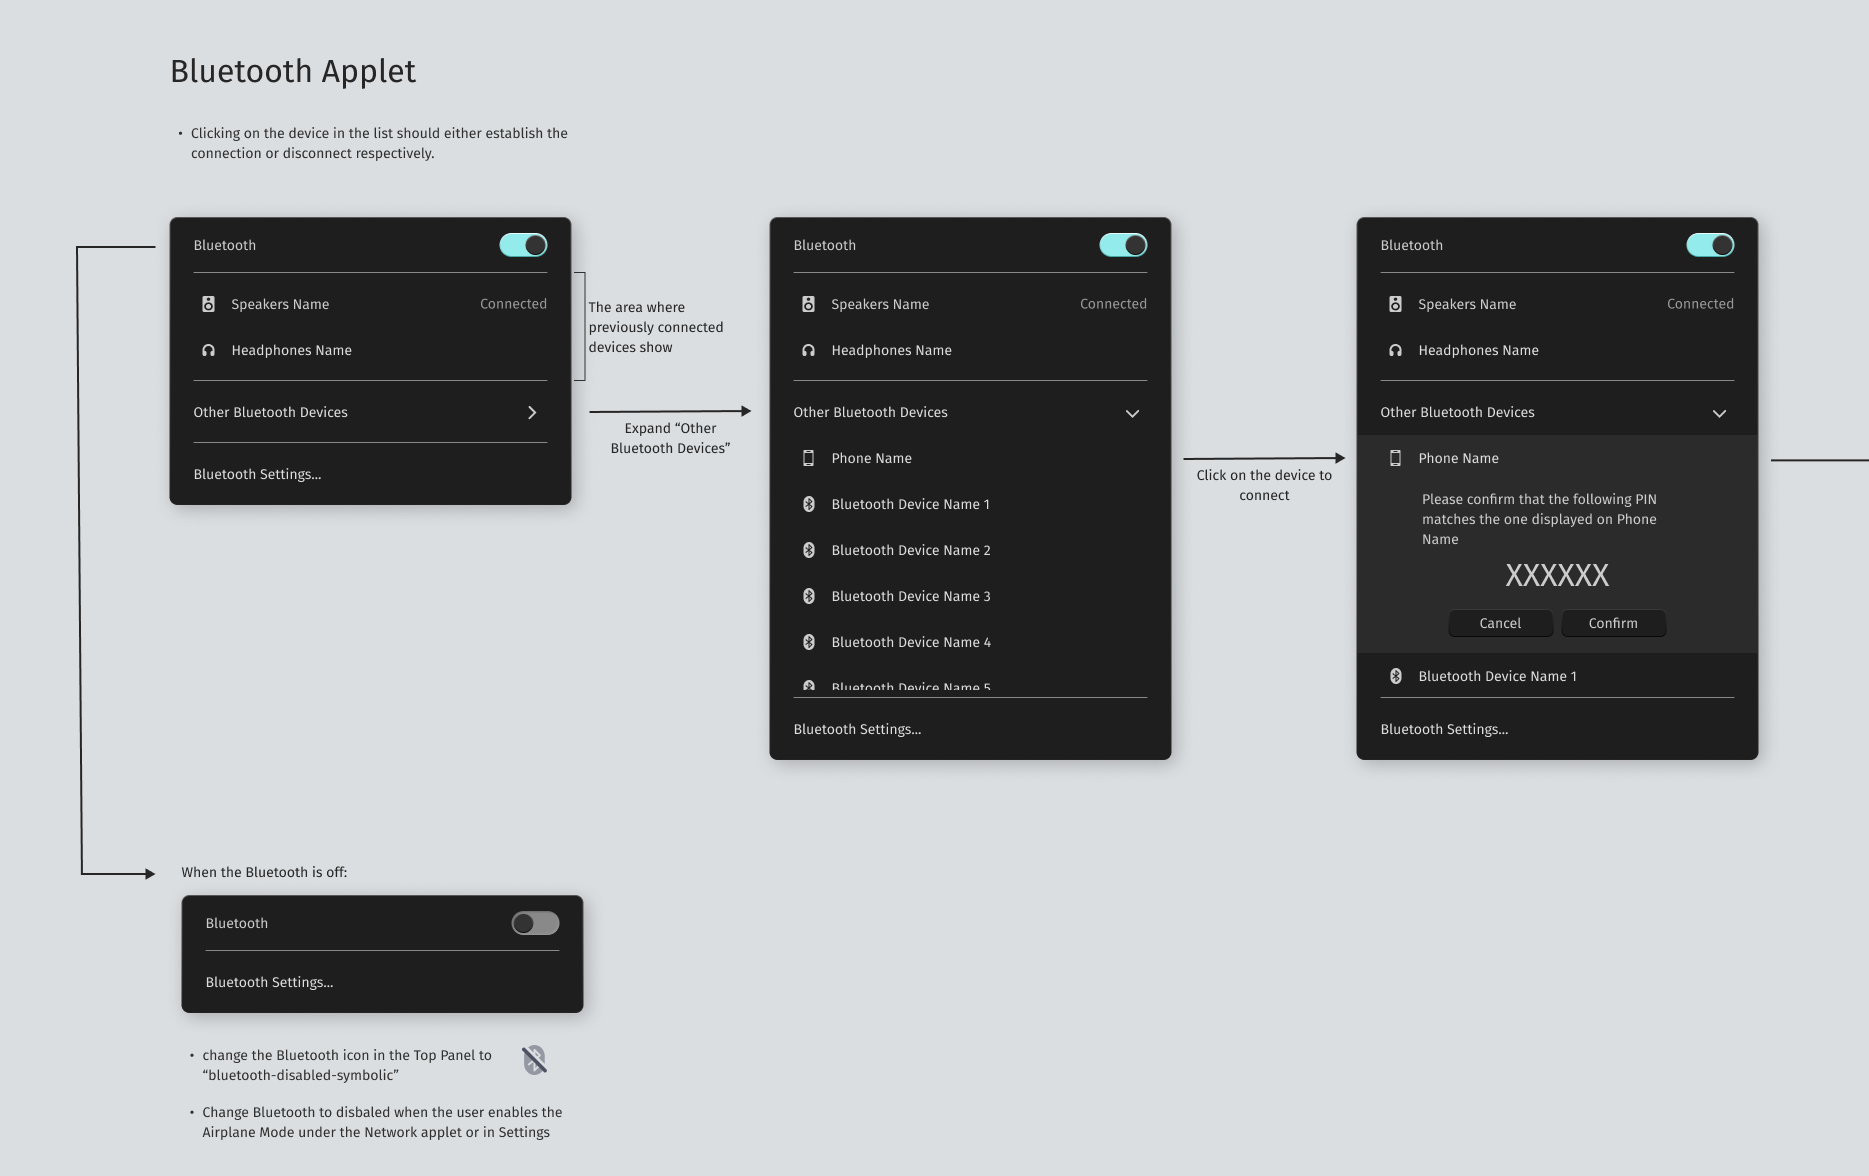 Bluetooth Applet
• Clicking on the device in the list should either establish the
connection or disconnect respectively.
Bluetooth
Speakers Name Connected
Headphones Name
Other Bluetooth Devices
Bluetooth Settings...
The area where
previously connected
devices show
Expand “Other
Bluetooth Devices”
Bluetooth
Speakers Name Connected
Headphones Name
Other Bluetooth Devices
Phone Name
Bluetooth Device Name 1
Bluetooth Device Name 2
Bluetooth Device Name 3
Bluetooth Device Name 4
Bluetooth Device Name 5
Bluetooth Settings...
Click on the device to
connect
Bluetooth
Speakers Name Connected
Headphones Name
Other Bluetooth Devices
Phone Name
Please confirm that the following PIN
matches the one displayed on Phone
Name
XXXXXX
Cancel Confirm
Bluetooth Device Name 1
Bluetooth Settings...
When the Bluetooth is off:
Bluetooth
Bluetooth Settings...
• change the Bluetooth icon in the Top Panel to
“bluetooth-disabled-symbolic”
• Change Bluetooth to disbaled when the user enables the
Airplane Mode under the Network applet or in Settings